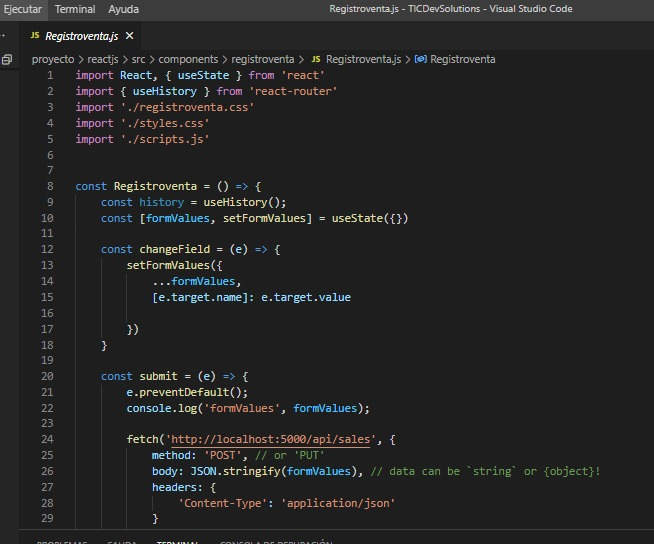 Ejecutar Terminal Ayuda Registroventa.js - TICDevSolutions - Visual Studio Code
JS Registroventa.js ×
proyecto > reactjs > src > components > registroventa > JS Registroventa.js > Registroventa
1 import React, { useState } from 'react'
2 import { useHistory } from 'react-router'
3 import './registroventa.css'
4 import './styles.css'
5 import './scripts.js'
6
7
8 const Registroventa = () => {
9 const history = useHistory();
10 const [formValues, setFormValues] = useState({})
11
12 const changeField = (e) => {
13 setFormValues({
14 ...formValues,
15 [e.target.name]: e.target.value
16
17 })
18 }
19
20 const submit = (e) => {
21 e.preventDefault();
22 console.log('formValues', formValues);
23
24 fetch('http://localhost:5000/api/sales', {
25 method: 'POST', // or 'PUT'
26 body: JSON.stringify(formValues), // data can be `string` or {object}!
27 headers: {
28 'Content-Type': 'application/json'
29 }
PROBLEMAS SALIDA TERMINAL CONSOLA DE DEPURACIÓN